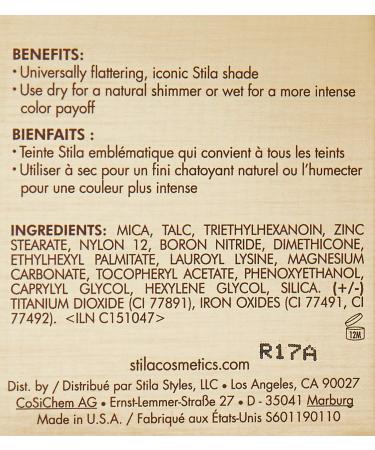 BENEFITS:
• Universally flattering, iconic Stila shade
• Use dry for a natural shimmer or wet for a more intense
color payoff
BIENFAITS :
• Teinte Stila emblématique qui convient à tous les teints
• Utiliser à sec pour un fini chatoyant naturel ou l’humecter
pour une couleur plus intense
INGREDIENTS: MICA, TALC, TRIETHYLHEXANOIN, ZINC
STEARATE, NYLON 12, BORON NITRIDE, DIMETHICONE,
ETHYLHEXYL PALMITATE, LAUROYL LYSINE, MAGNESIUM
CARBONATE, TOCOPHERYL ACETATE, PHENOXYETHANOL,
CAPRYLYL GLYCOL, HEXYLENE GLYCOL, SILICA. (+/-)
TITANIUM DIOXIDE (CI 77891), IRON OXIDES (CI 77491, CI
77492). <ILN C151047>
12M
R17A
stilacosmetics.com
Dist. by / Distribué par Stila Styles, LLC • Los Angeles, CA 90027
CoSiChem AG • Ernst-Lemmer-Straße 27 • D - 35041 Marburg
Made in U.S.A. / Fabriqué aux États-Unis S601190110